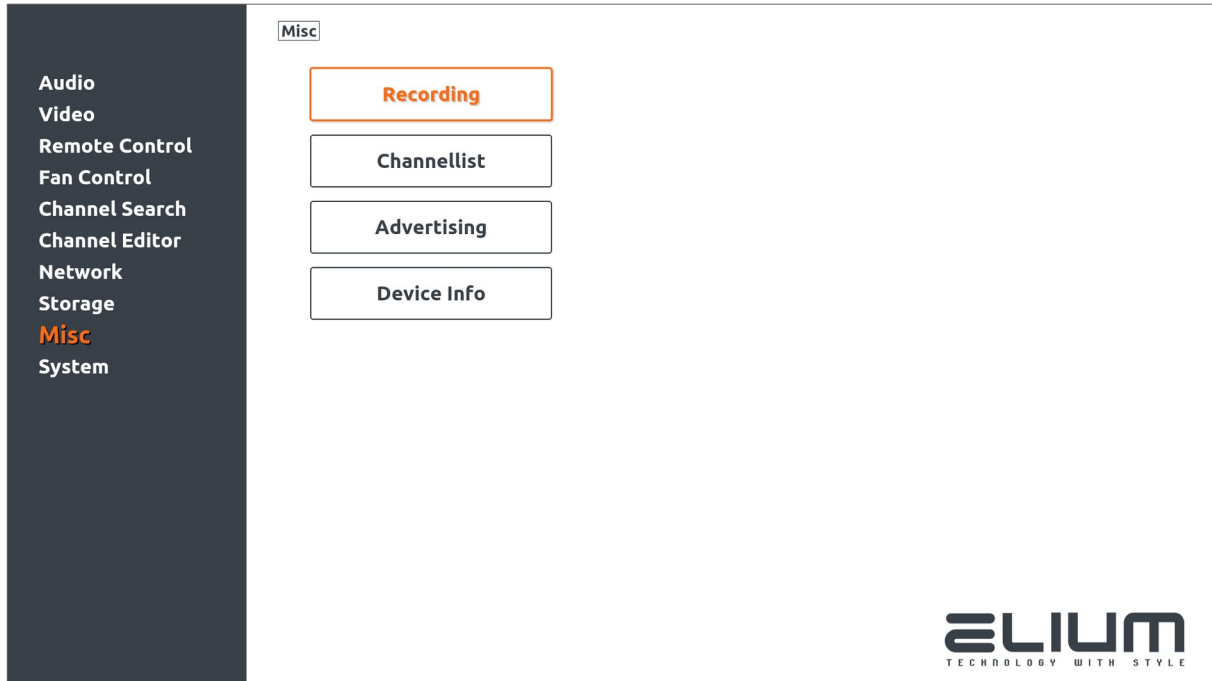 Misc
Audio
Video
Remote Control
Fan Control
Channel Search
Channel Editor
Network
Storage
Misc
System
Recording
Channellist
Advertising
Device Info
ELIUM
TECHNOLOGY WITH STYLE